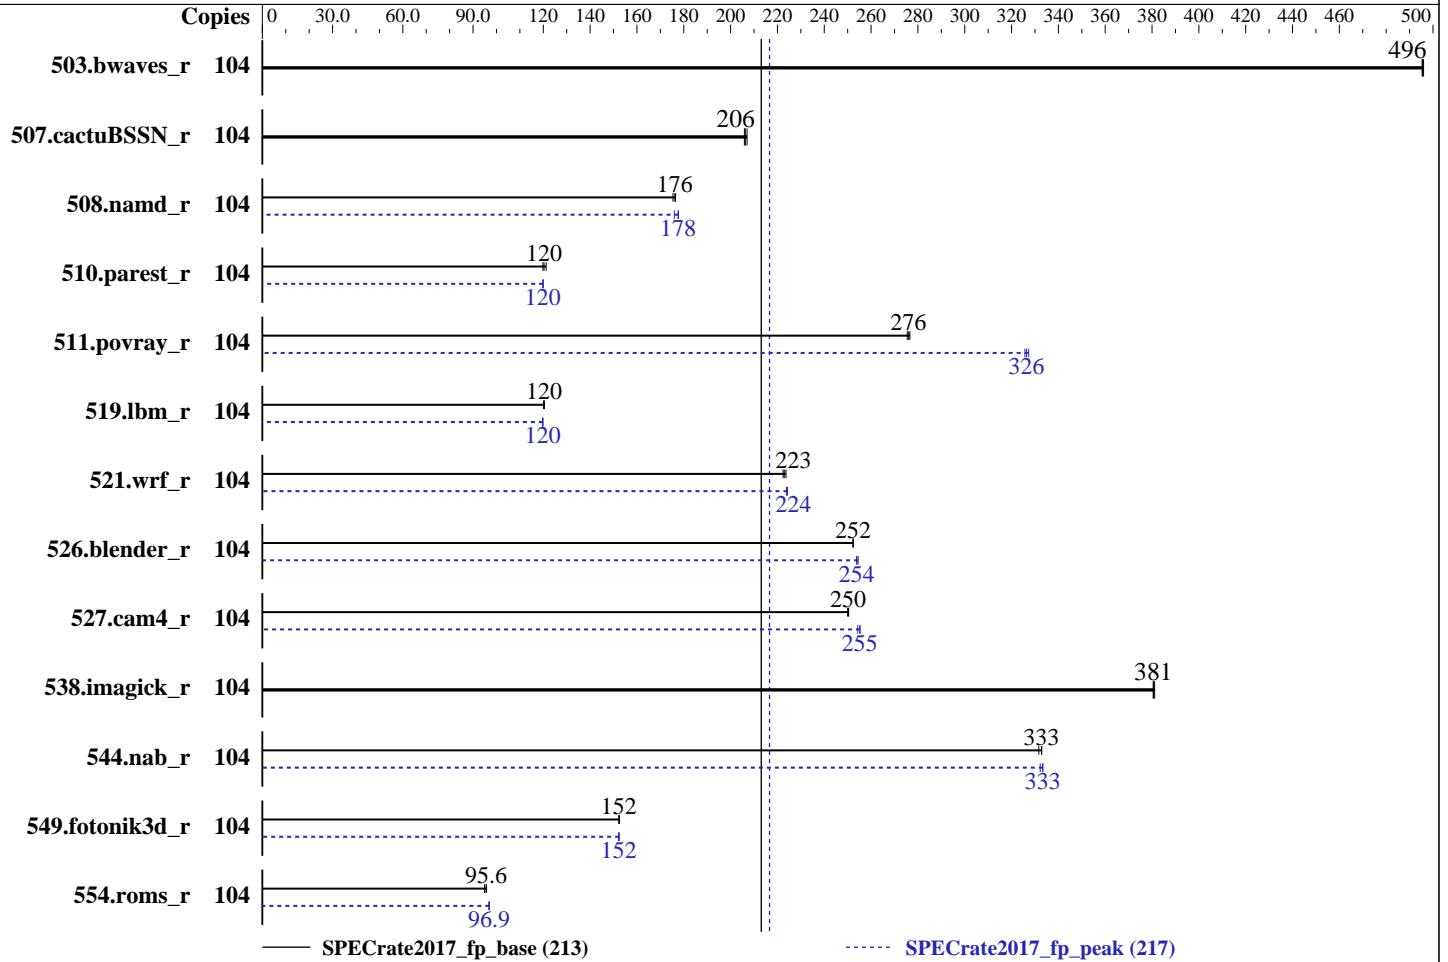 Copies 0 30.0 60.0 90.0 120 140 160 180 200 220 240 260 280 300 320 340 360 380 400 420 440 460 500
503.bwaves_r 104 496
507.cactuBSSN_r 104 206
508.namd_r 104 176
178
510.parest_r 104 120
120
511.povray_r 104 276
326
519.lbm_r 104 120
120
521.wrf_r 104 223
224
526.blender_r 104 252
254
527.cam4_r 104 250
255
538.imagick_r 104 381
544.nab_r 104 333
333
549.fotonik3d_r 104 152
152
554.roms_r 104 95.6
96.9
SPECrate2017_fp_base (213) SPECrate2017_fp_peak (217)